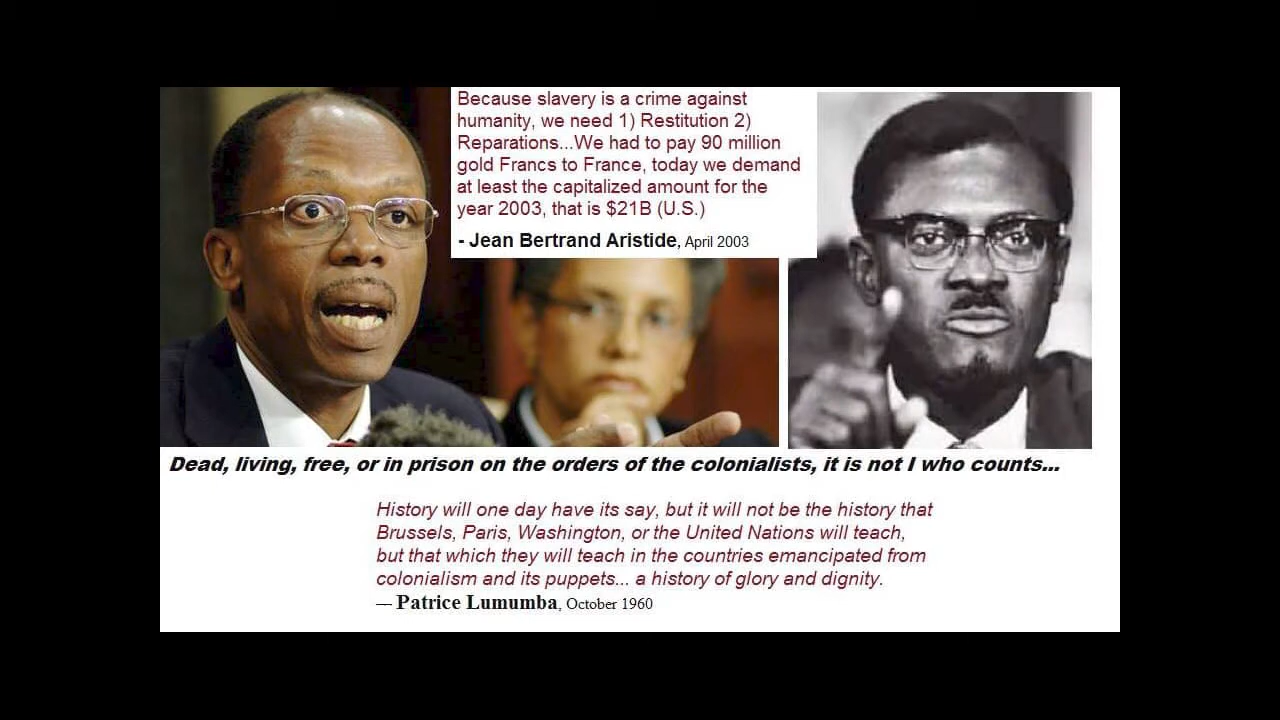 Because slavery is a crime against
humanity, we need 1) Restitution 2)
Reparations...We had to pay 90 million
gold Francs to France, today we demand
at least the capitalized amount for the
year 2003, that is $21B (U.S.)
- Jean Bertrand Aristide, April 2003
Dead, living, free, or in prison on the orders of the colonialists, it is not I who counts...
History will one day have its say, but it will not be the history that
Brussels, Paris, Washington, or the United Nations will teach,
but that which they will teach in the countries emancipated from
colonialism and its puppets... a history of glory and dignity.
— Patrice Lumumba, October 1960